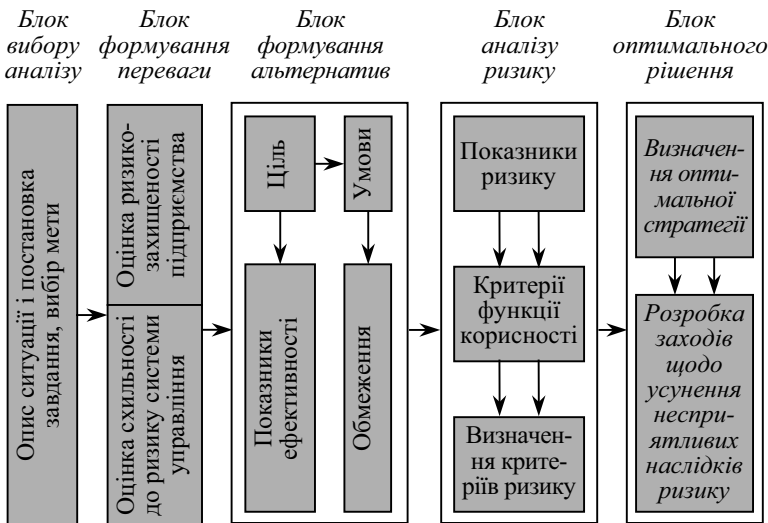 Блок
вибору
аналізу
Блок
формування
переваги
Блок
формування
альтернатив
Блок
аналізу
ризику
Блок
оптимального
рішення
Опис ситуації і постановка
завдання, вибір мети
Оцінка ризико-
захищеності
підприємства
Оцінка схильності
до ризику системи
управління
Ціль
Умови
Показники
ефективності
Обмеження
Показники
ризику
Критерії
функції
корисності
Визначен-
ня крите-
ріїв ризику
Визначен-
ня опти-
мальної
стратегії
Розробка
заходів
щодо
усунення
неспри-
ятливих
наслідків
ризику